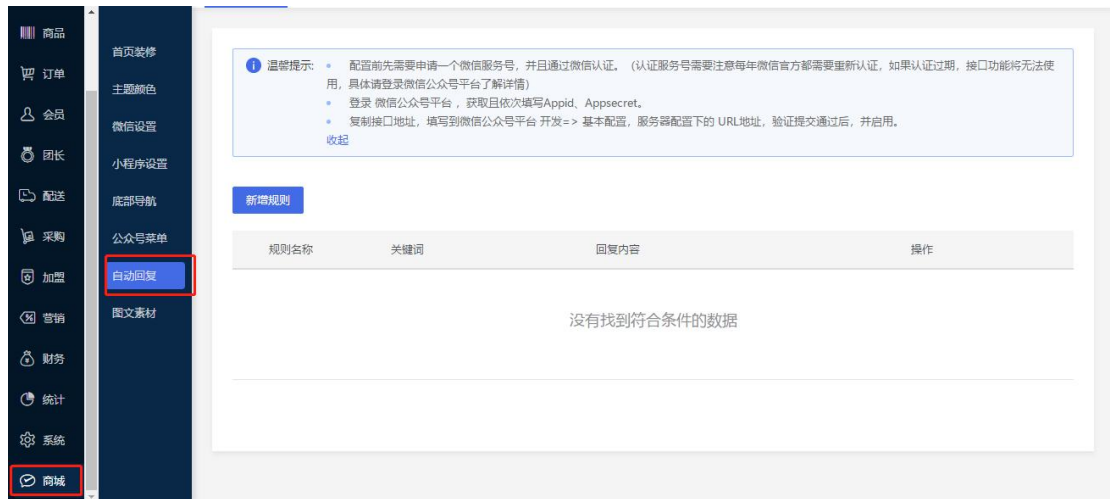 商品
订单
会员
团长
配送
采购
加盟
营销
财务
统计
系统
商城
首页装修
主题颜色
微信设置
小程序设置
底部导航
公众号菜单
自动回复
图文素材
温馨提示: 配置前先需要申请一个微信服务号，并且通过微信认证。（认证服务号需要注意每年微信官方都需要重新认证，如果认证过期，接口功能将无法使
用，具体请登录微信公众号平台了解详情）
登录 微信公众号平台 ，获取且依次填写Appid、Appsecret。
复制接口地址，填写到微信公众号平台 开发=> 基本配置，服务器配置下的 URL地址，验证提交通过后，并启用。
收起
新增规则
规则名称 关键词 回复内容 操作
没有找到符合条件的数据